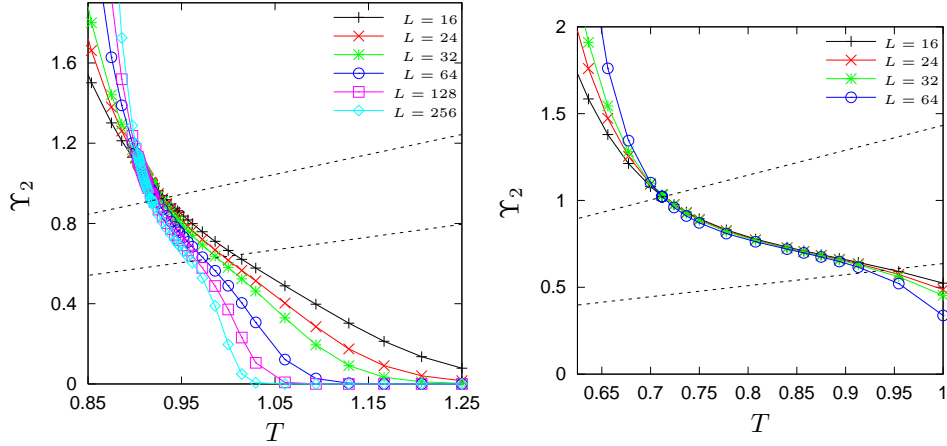 L = 16
L = 24
L = 32
L = 64
L = 128
L = 256
1.6
1.2
0.8
0.4
0
0.85
0.95
1.05
1.15
1.25
Υ₂
T
L = 16
L = 24
L = 32
L = 64
2
1.5
1
0.5
0
0.65
0.7
0.75
0.8
0.85
0.9
0.95
1
Υ₂
T